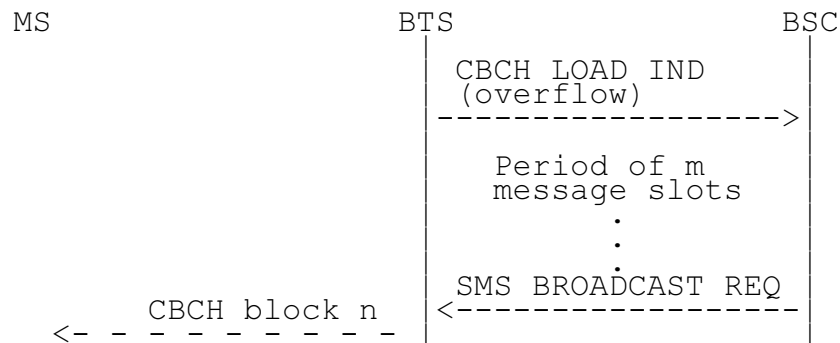 MS BTS BSC
CBCH LOAD IND
(overflow)
Period of m
message slots
.
.
.
SMS BROADCAST REQ
CBCH block n